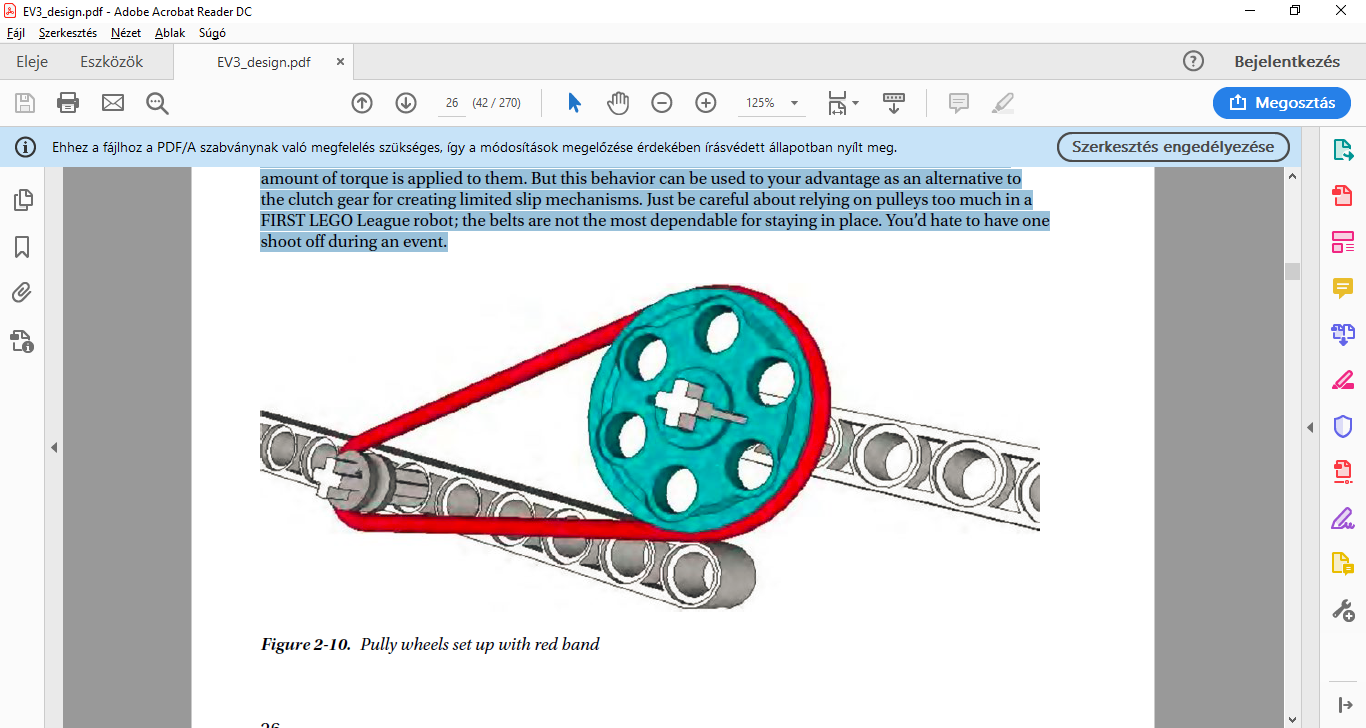 EV3_design.pdf - Adobe Acrobat Reader DC
Fájl Szerkesztés Nézet Ablak Súgó
Eleje Eszközök EV3_design.pdf Bejelentkezés
26 (42 / 270) 125% Megosztás
Ehhez a fájlhoz a PDF/A szabványnak való megfelelés szükséges, így a módosítások megelőzése érdekében írásvédett állapotban nyílt meg. Szerkesztés engedélyezése
amount of torque is applied to them. But this behavior can be used to your advantage as an alternative to
the clutch gear for creating limited slip mechanisms. Just be careful about relying on pulleys too much in a
FIRST LEGO League robot; the belts are not the most dependable for staying in place. You’d hate to have one
shoot off during an event.
Figure 2-10. Pully wheels set up with red band
26